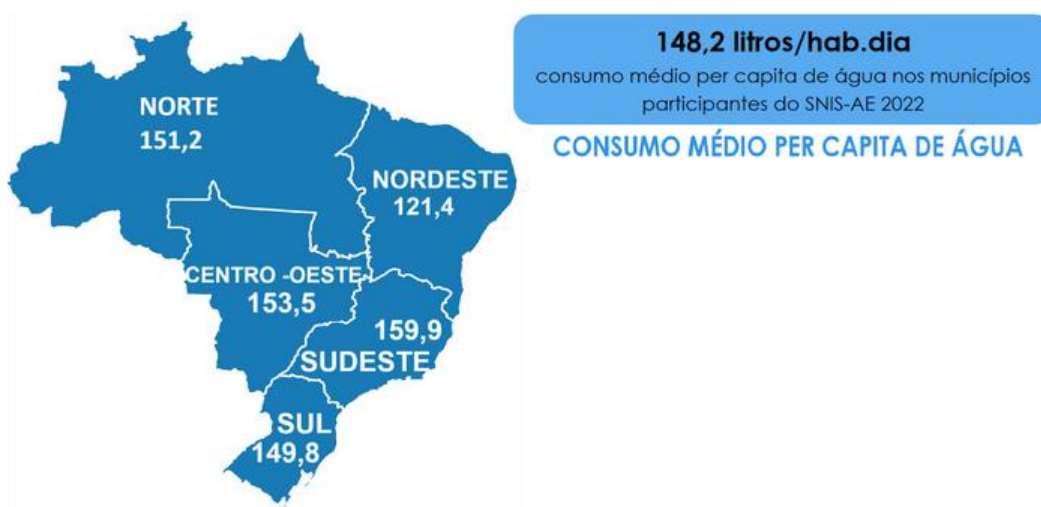 148,2 litros/hab.dia
consumo médio per capita de água nos municípios
participantes do SNIS-AE 2022
CONSUMO MÉDIO PER CAPITA DE ÁGUA
NORTE
151,2
NORDESTE
121,4
CENTRO -OESTE
153,5
159,9
SUDESTE
SUL
149,8